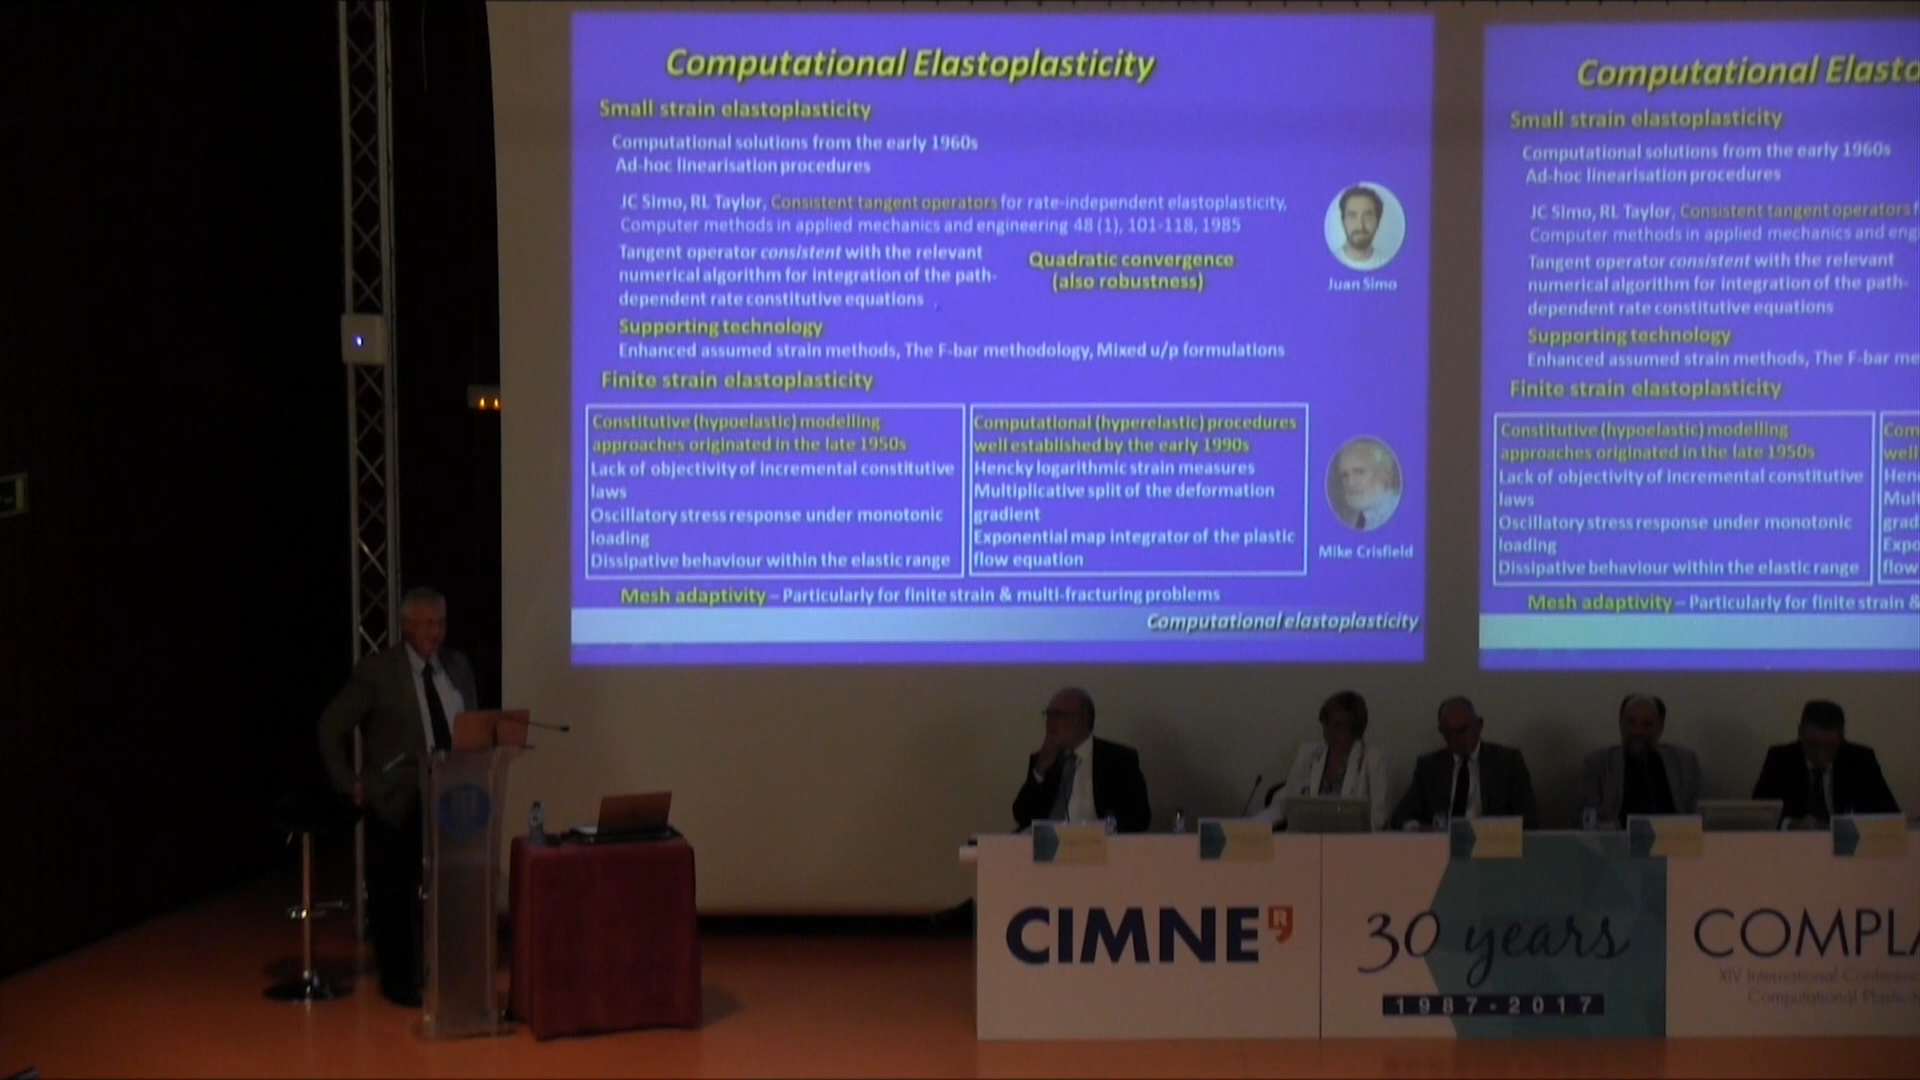 Computational Elastoplasticity
Small strain elastoplasticity
Computational solutions from the early 1960s
Ad-hoc linearisation procedures
JC Simo, RL Taylor, Consistent tangent operators for rate-independent elastoplasticity,
Computer methods in applied mechanics and engineering 48 (1), 101-118, 1985
Tangent operator consistent with the relevant
numerical algorithm for integration of the path-
dependent rate constitutive equations
Quadratic convergence
(also robustness)
Juan Simo
Supporting technology
Enhanced assumed strain methods, The F-bar methodology, Mixed u/p formulations
Finite strain elastoplasticity
Constitutive (hypoelastic) modelling
approaches originated in the late 1950s
Lack of objectivity of incremental constitutive
laws
Oscillatory stress response under monotonic
loading
Dissipative behaviour within the elastic range
Computational (hyperelastic) procedures
well established by the early 1990s
Hencky logarithmic strain measures
Multiplicative split of the deformation
gradient
Exponential map integrator of the plastic
flow equation
Mike Crisfield
Mesh adaptivity – Particularly for finite strain & multi-fracturing problems
Computational elastoplasticity
Computational Elasto
Small strain elastoplasticity
Computational solutions from the early 1960s
Ad-hoc linearisation procedures
JC Simo, RL Taylor, Consistent tangent operators f
Computer methods in applied mechanics and eng
Tangent operator consistent with the relevant
numerical algorithm for integration of the path-
dependent rate constitutive equations
Supporting technology
Enhanced assumed strain methods, The F-bar me
Finite strain elastoplasticity
Constitutive (hypoelastic) modelling
approaches originated in the late 1950s
Lack of objectivity of incremental constitutive
laws
Oscillatory stress response under monotonic
loading
Dissipative behaviour within the elastic range
Com
well
Henc
Mult
grad
Expo
flow
Mesh adaptivity – Particularly for finite strain &
CIMNE R
30 years
1987-2017
COMPLA
XIV International Conference
Computational Plastic